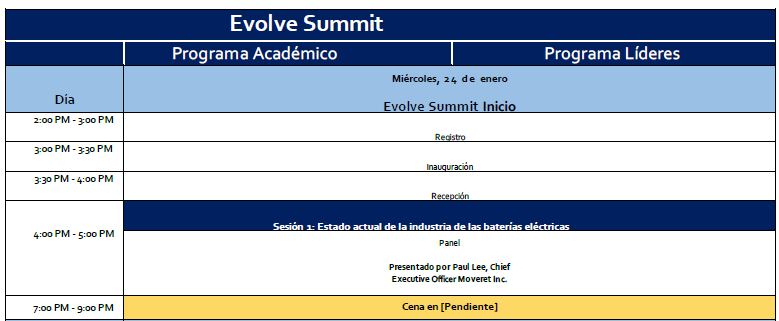 Evolve Summit
Programa Académico
Programa Líderes
Miércoles, 24 de enero
Día
Evolve Summit Inicio
2:00 PM - 3:00 PM
Registro
3:00 PM - 3:30 PM
Inauguración
3:30 PM - 4:00 PM
Recepción
Sesión 1: Estado actual de la industria de las baterías eléctricas
4:00 PM - 5:00 PM
Panel
Presentado por Paul Lee, Chief
Executive Officer Moveret Inc.
7:00 PM - 9:00 PM
Cena en [Pendiente]